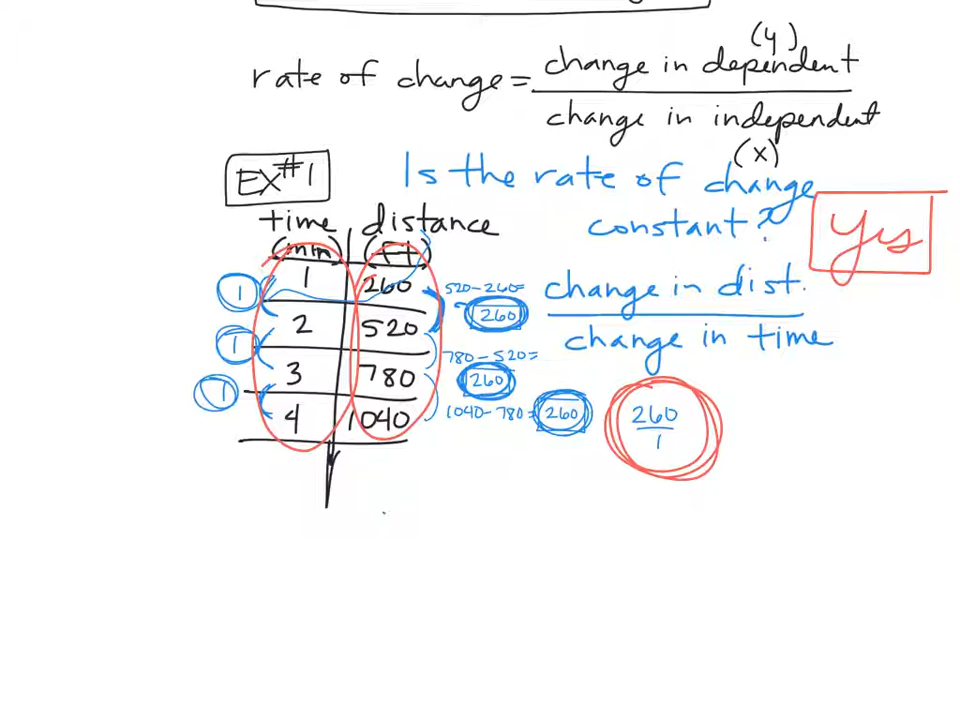 (y)
rate of change = change in dependent
change in independent
(x)
EX#1
Is the rate of change
constant?
yes
time distance
(min) (ft)
1 260
2 520
3 780
4 1040
1
1
1
520-260=
260
780-520=
260
1040-780= 260
change in dist.
change in time
260
1